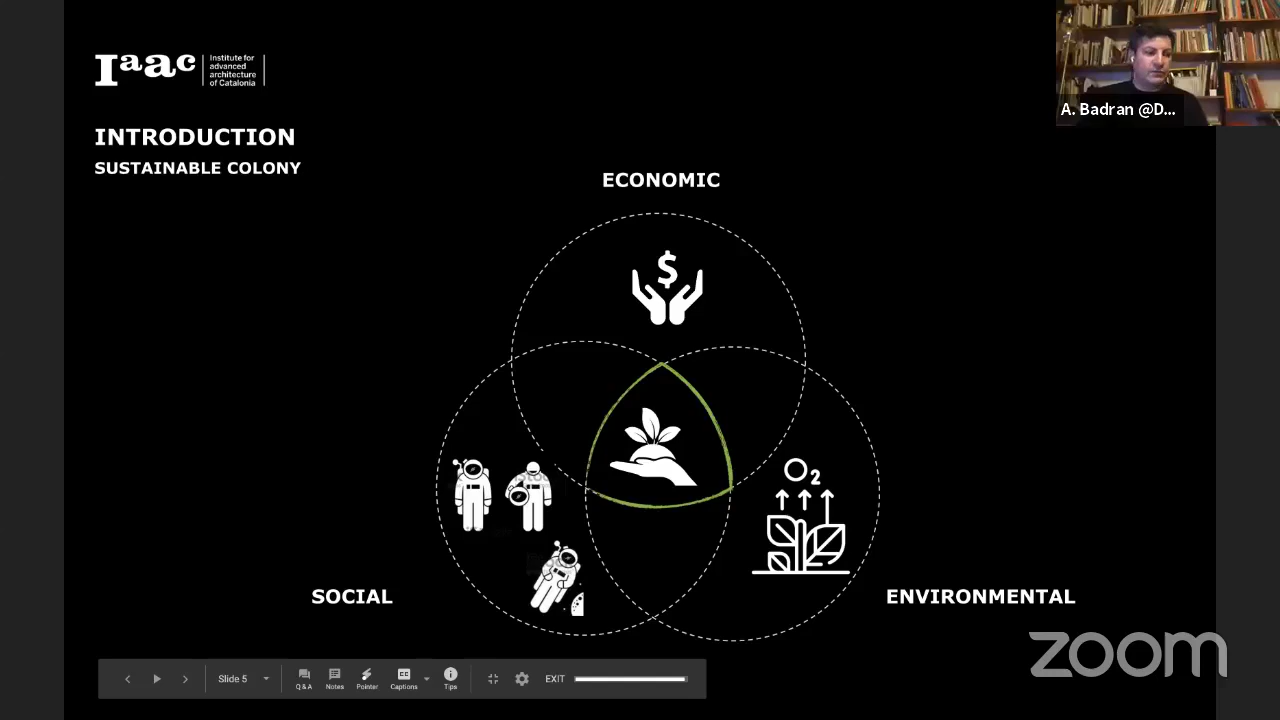 Iaac
Institute for
advanced
architecture
of Catalonia
INTRODUCTION
SUSTAINABLE COLONY
A. Badran @D...
ECONOMIC
$
O2
SOCIAL
ENVIRONMENTAL
zoom
Slide 5
Q & A
Notes
Pointer
CC
Captions
Tips
EXIT